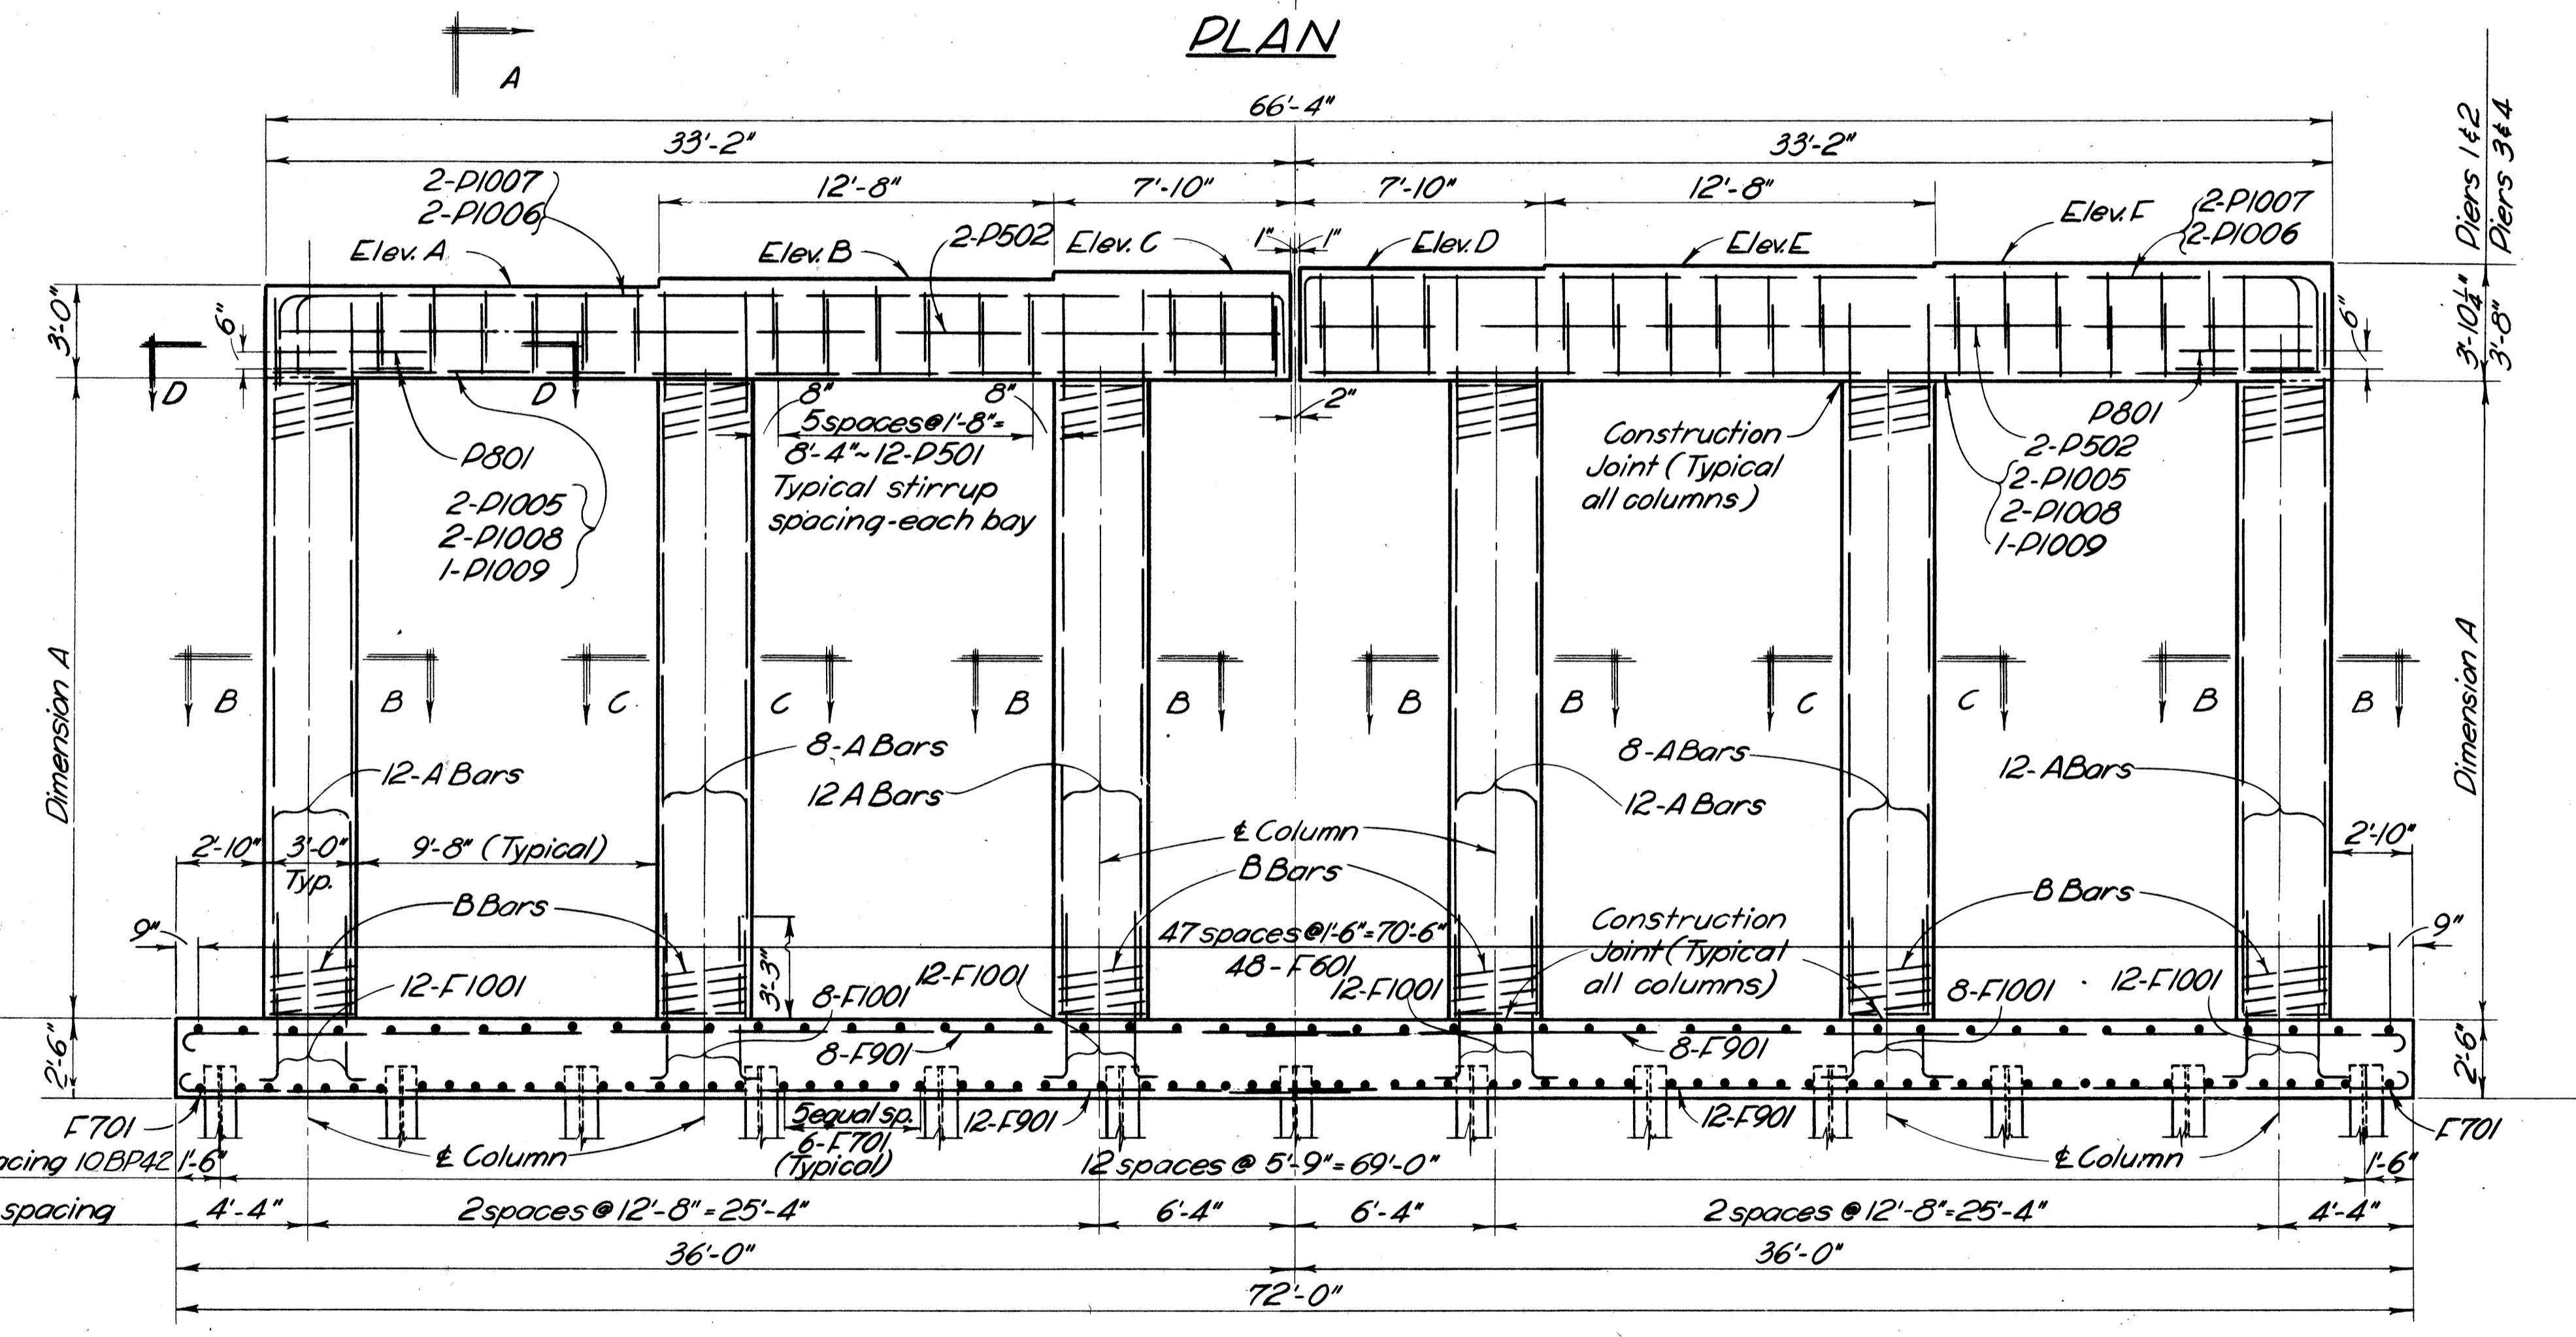 PLAN
A
66'-4"
33'-2"
33'-2"
Piers 1&2
Piers 3&4
2-P1007
2-P1006
12'-8"
7'-10"
7'-10"
12'-8"
2-P1007
2-P1006
Elev. A
Elev. B
2-P502
Elev. C
1"
1"
Elev. D
Elev. E
Elev. F
3'-0"
6"
6"
3'-10¼"
3'-8"
D
D
8"
8"
2"
5 spaces @ 1'-8"=
8'-4"~12-P501
Typical stirrup
spacing-each bay
Construction
Joint (Typical
all columns)
P801
2-P1005
2-P1008
1-P1009
P801
2-P502
2-P1005
2-P1008
1-P1009
Dimension A
Dimension A
B
B
C
C
B
B
B
B
C
C
B
B
12-A Bars
8-A Bars
12 A Bars
12-A Bars
8-A Bars
12-A Bars
2'-10"
3'-0"
Typ.
9'-8" (Typical)
℄ Column
2'-10"
B Bars
B Bars
B Bars
9"
47 spaces @ 1'-6"=70'-6"
48-F601
Construction
Joint (Typical
all columns)
9"
3'-3"
12-F1001
8-F1001
12-F1001
12-F1001
8-F1001
12-F1001
2'-6"
8-F901
8-F901
2'-6"
F701
5 equal sp.
6-F701
(Typical)
12-F901
12-F901
F701
acing 10BP42
1'-6"
℄ Column
12 spaces @ 5'-9"=69'-0"
℄ Column
1'-6"
spacing
4'-4"
2 spaces @ 12'-8"=25'-4"
6'-4"
6'-4"
2 spaces @ 12'-8"=25'-4"
4'-4"
36'-0"
36'-0"
72'-0"